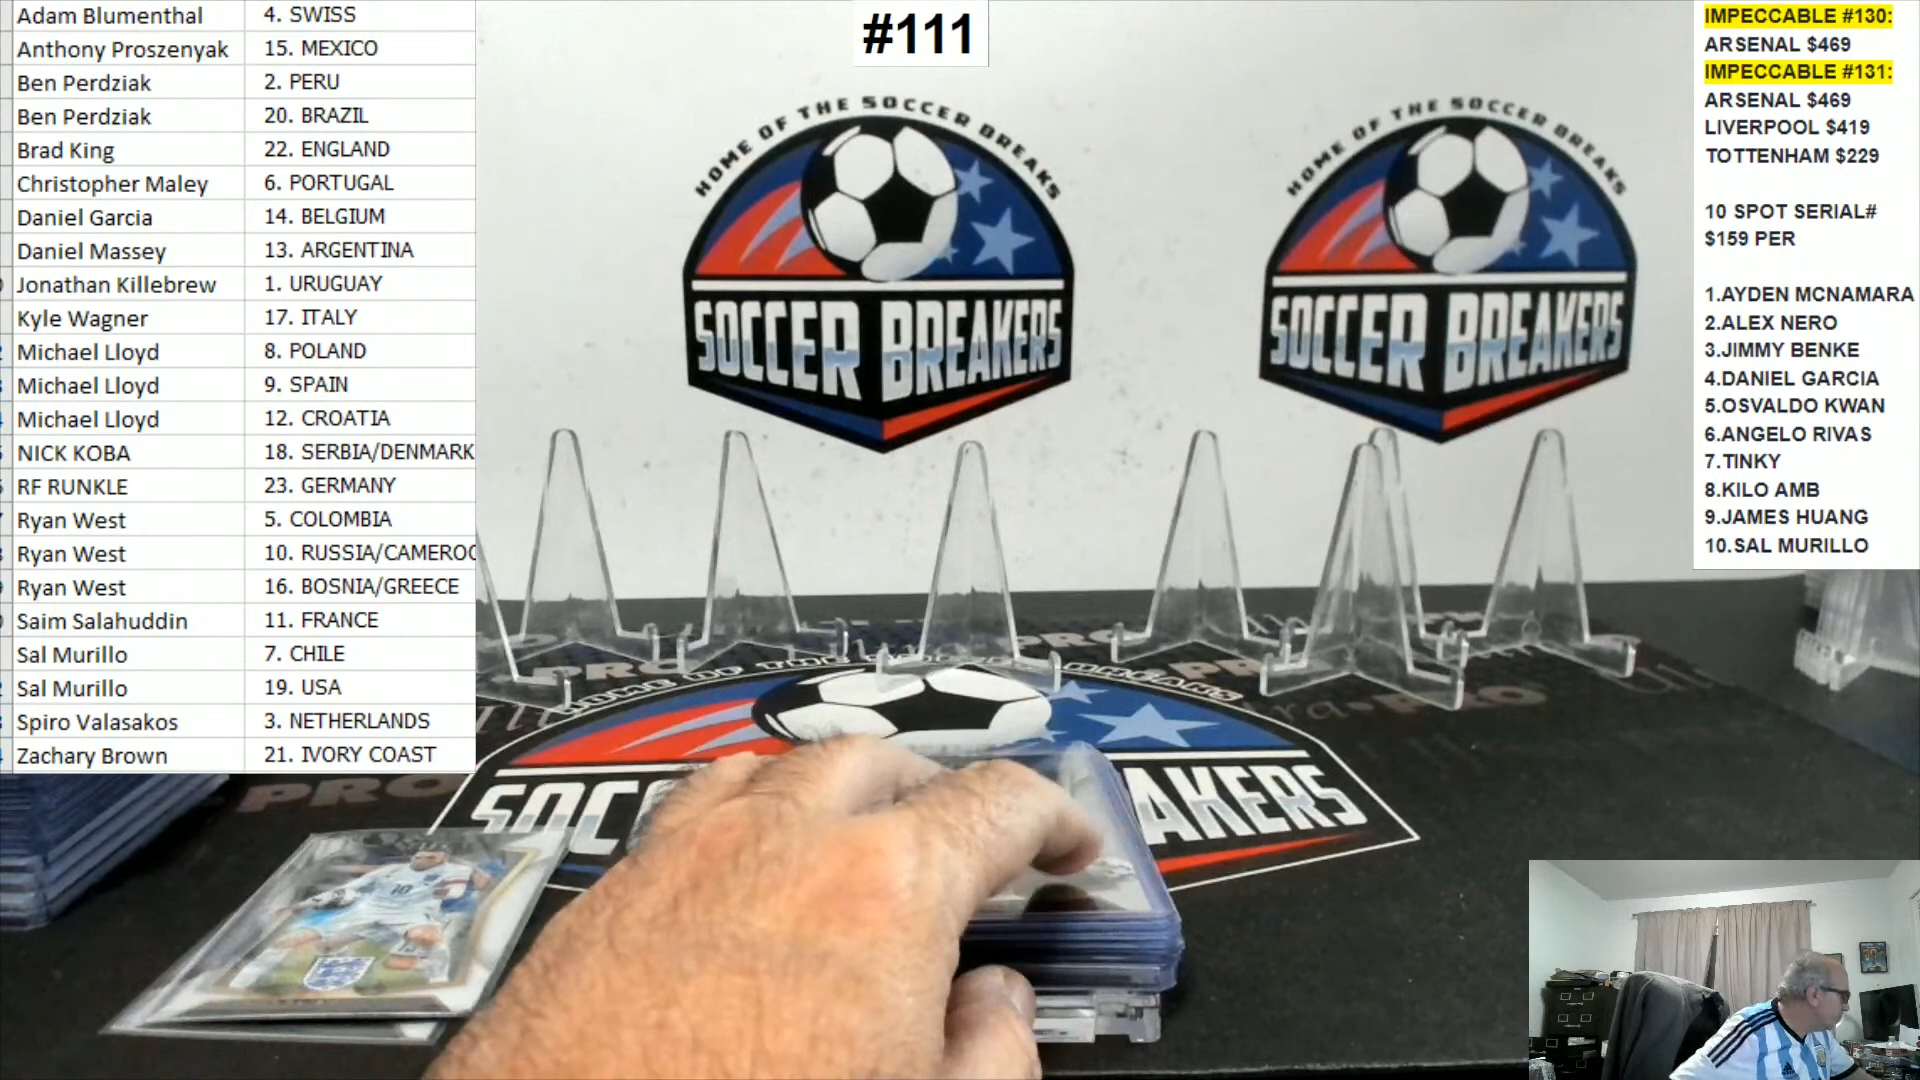 Adam Blumenthal 4. SWISS
Anthony Proszenyak 15. MEXICO
Ben Perdziak 2. PERU
Ben Perdziak 20. BRAZIL
Brad King 22. ENGLAND
Christopher Maley 6. PORTUGAL
Daniel Garcia 14. BELGIUM
Daniel Massey 13. ARGENTINA
Jonathan Killebrew 1. URUGUAY
Kyle Wagner 17. ITALY
Michael Lloyd 8. POLAND
Michael Lloyd 9. SPAIN
Michael Lloyd 12. CROATIA
NICK KOBA 18. SERBIA/DENMARK
RF RUNKLE 23. GERMANY
Ryan West 5. COLOMBIA
Ryan West 10. RUSSIA/CAMEROO
Ryan West 16. BOSNIA/GREECE
Saim Salahuddin 11. FRANCE
Sal Murillo 7. CHILE
Sal Murillo 19. USA
Spiro Valasakos 3. NETHERLANDS
Zachary Brown 21. IVORY COAST
#111
HOME OF THE SOCCER BREAKS
SOCCER BREAKERS
HOME OF THE SOCCER BREAKS
SOCCER BREAKERS
IMPECCABLE #130:
ARSENAL $469
IMPECCABLE #131:
ARSENAL $469
LIVERPOOL $419
TOTTENHAM $229
10 SPOT SERIAL#
$159 PER
1.AYDEN MCNAMARA
2.ALEX NERO
3.JIMMY BENKE
4.DANIEL GARCIA
5.OSVALDO KWAN
6.ANGELO RIVAS
7.TINKY
8.KILO AMB
9.JAMES HUANG
10.SAL MURILLO
PRO
PRO
PRO
PRO
PRO
SOC AKERS
10